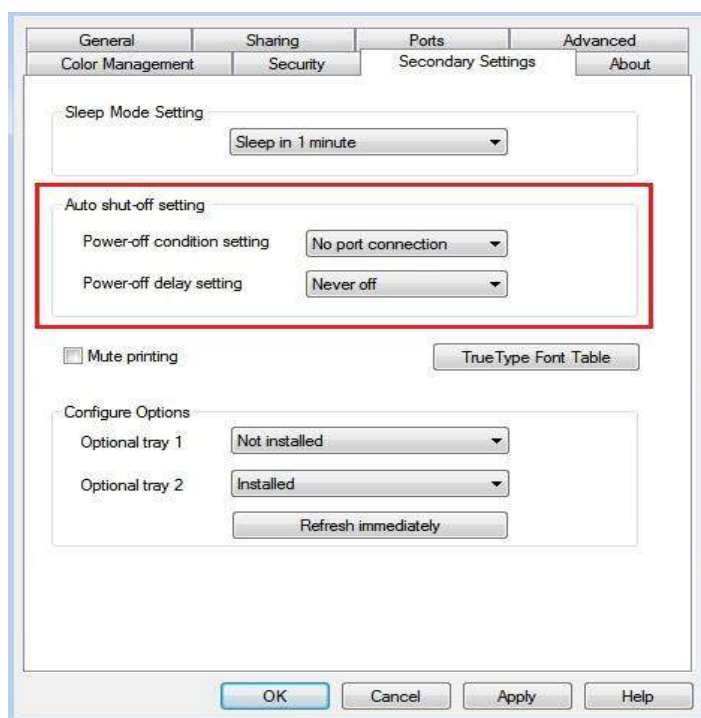 General Sharing Ports Advanced
Color Management Security Secondary Settings About
Sleep Mode Setting
Sleep in 1 minute
Auto shut-off setting
Power-off condition setting No port connection
Power-off delay setting Never off
Mute printing TrueType Font Table
Configure Options
Optional tray 1 Not installed
Optional tray 2 Installed
Refresh immediately
OK Cancel Apply Help